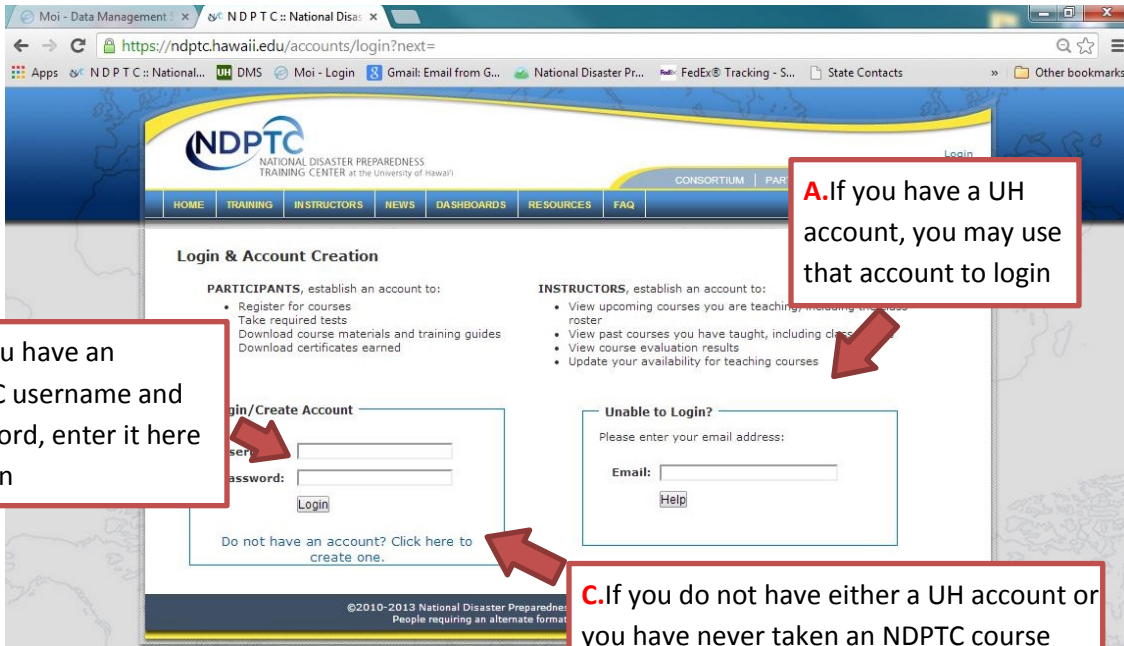 Moi - Data Management
N D P T C :: National Disas
https://ndptc.hawaii.edu/accounts/login?next=
Apps N D P T C :: National... UH DMS Moi - Login Gmail: Email from G... National Disaster Pr... FedEx® Tracking - S... State Contacts » Other bookmarks
NDPTC
NATIONAL DISASTER PREPAREDNESS
TRAINING CENTER at the University of Hawai'i
Login
CONSORTIUM | PAR
HOME TRAINING INSTRUCTORS NEWS DASHBOARDS RESOURCES FAQ
A.If you have a UH
account, you may use
that account to login
Login & Account Creation
PARTICIPANTS, establish an account to:
• Register for courses
Take required tests
Download course materials and training guides
Download certificates earned
INSTRUCTORS, establish an account to:
• View upcoming courses you are teaching, including the class
roster
• View past courses you have taught, including class
• View course evaluation results
• Update your availability for teaching courses
u have an
C username and
ord, enter it here
n
gin/Create Account
ser
assword:
Login
Do not have an account? Click here to
create one.
Unable to Login?
Please enter your email address:
Email:
Help
C.If you do not have either a UH account or
you have never taken an NDPTC course
©2010-2013 National Disaster Preparednes
People requiring an alternate format